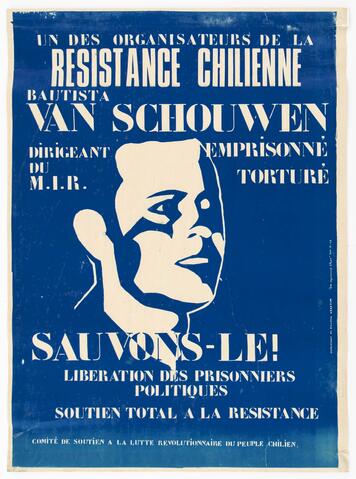 UN DES ORGANISATEURS DE LA
RESISTANCE CHILIENNE
BAUTISTA
VAN SCHOUWEN
DIRIGEANT
DU
M.I.R.
EMPRISONNÉ
TORTURÉ
SAUVONS-LE!
LIBERATION DES PRISONNIERS
POLITIQUES
SOUTIEN TOTAL A LA RESISTANCE
COMITÉ DE SOUTIEN A LA LUTTE REVOLUTIONNAIRE DU PEUPLE CHILIEN.